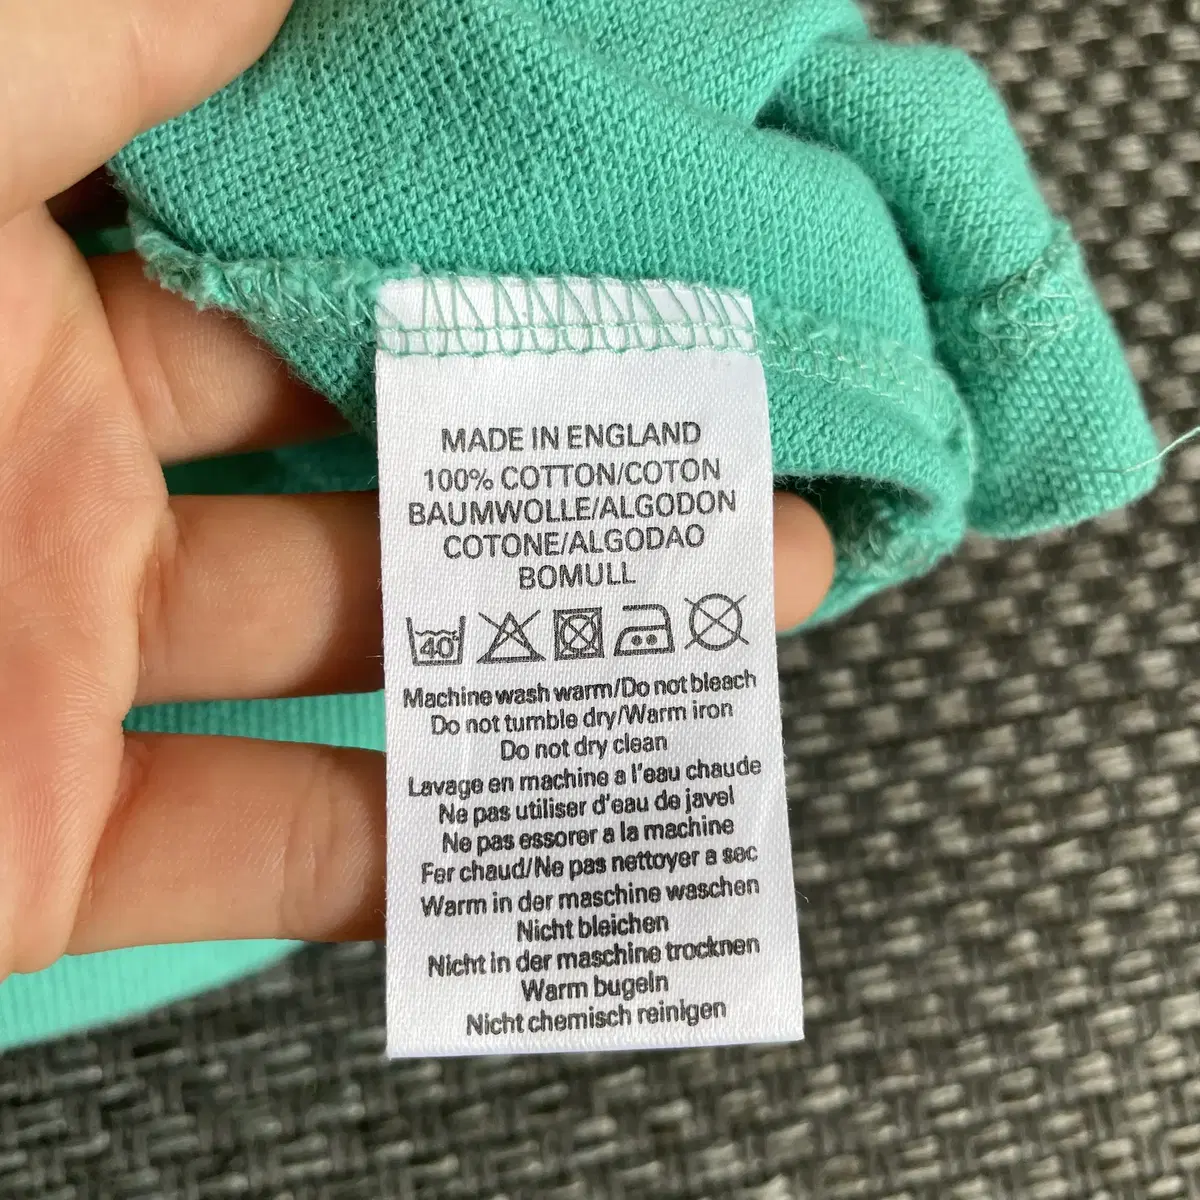 MADE IN ENGLAND
100% COTTON/COTON
BAUMWOLLE/ALGODON
COTONE/ALGODAO
BOMULL
40°
Machine wash warm/Do not bleach
Do not tumble dry/Warm iron
Do not dry clean
Lavage en machine a l'eau chaude
Ne pas utiliser d'eau de javel
Ne pas essorer a la machine
Fer chaud/Ne pas nettoyer a sec
Warm in der maschine waschen
Nicht bleichen
Nicht in der maschine trocknen
Warm bugeln
Nicht chemisch reinigen